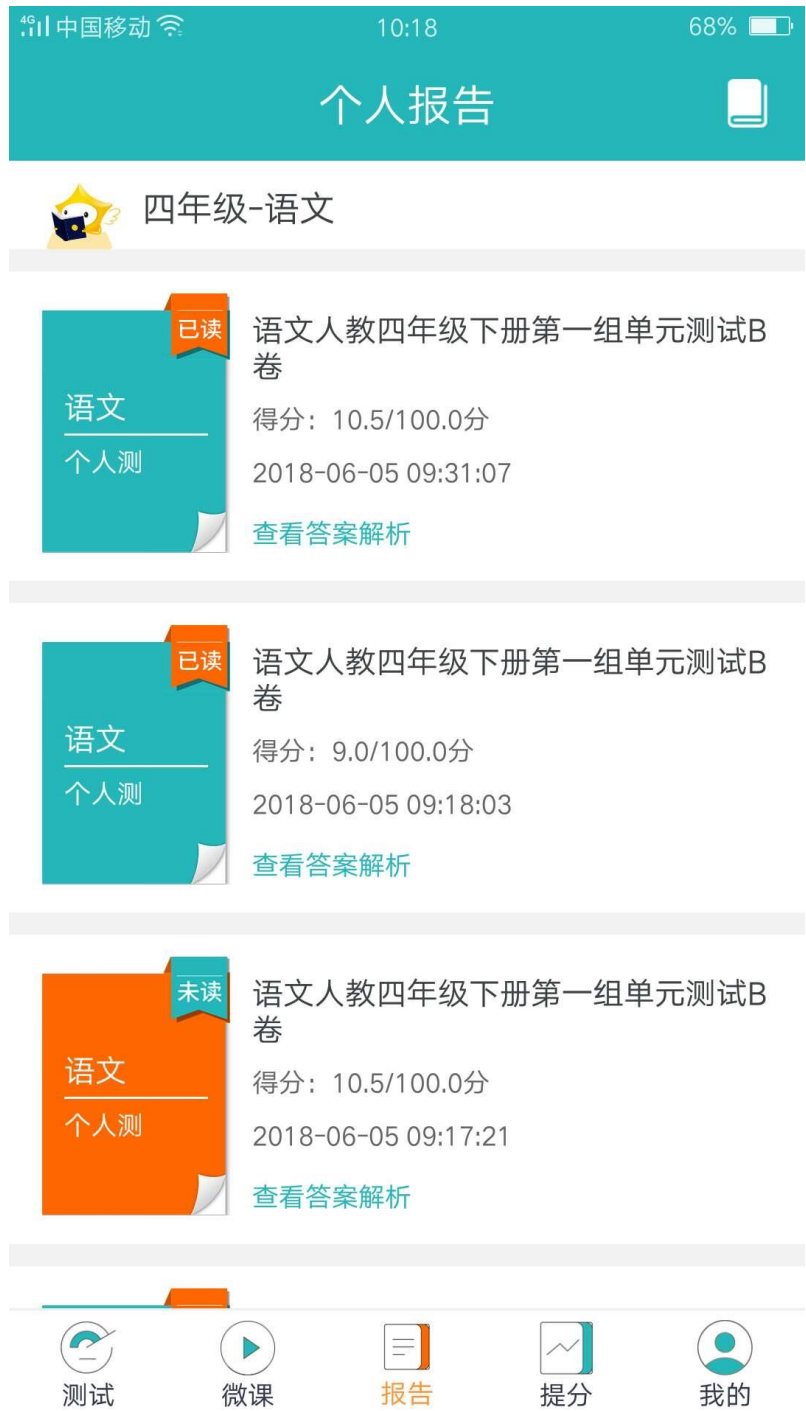 4G 中国移动 10:18 68%
个人报告
四年级-语文
已读
语文
个人测
语文人教四年级下册第一组单元测试B
卷
得分：10.5/100.0分
2018-06-05 09:31:07
查看答案解析
已读
语文
个人测
语文人教四年级下册第一组单元测试B
卷
得分：9.0/100.0分
2018-06-05 09:18:03
查看答案解析
未读
语文
个人测
语文人教四年级下册第一组单元测试B
卷
得分：10.5/100.0分
2018-06-05 09:17:21
查看答案解析
测试 微课 报告 提分 我的